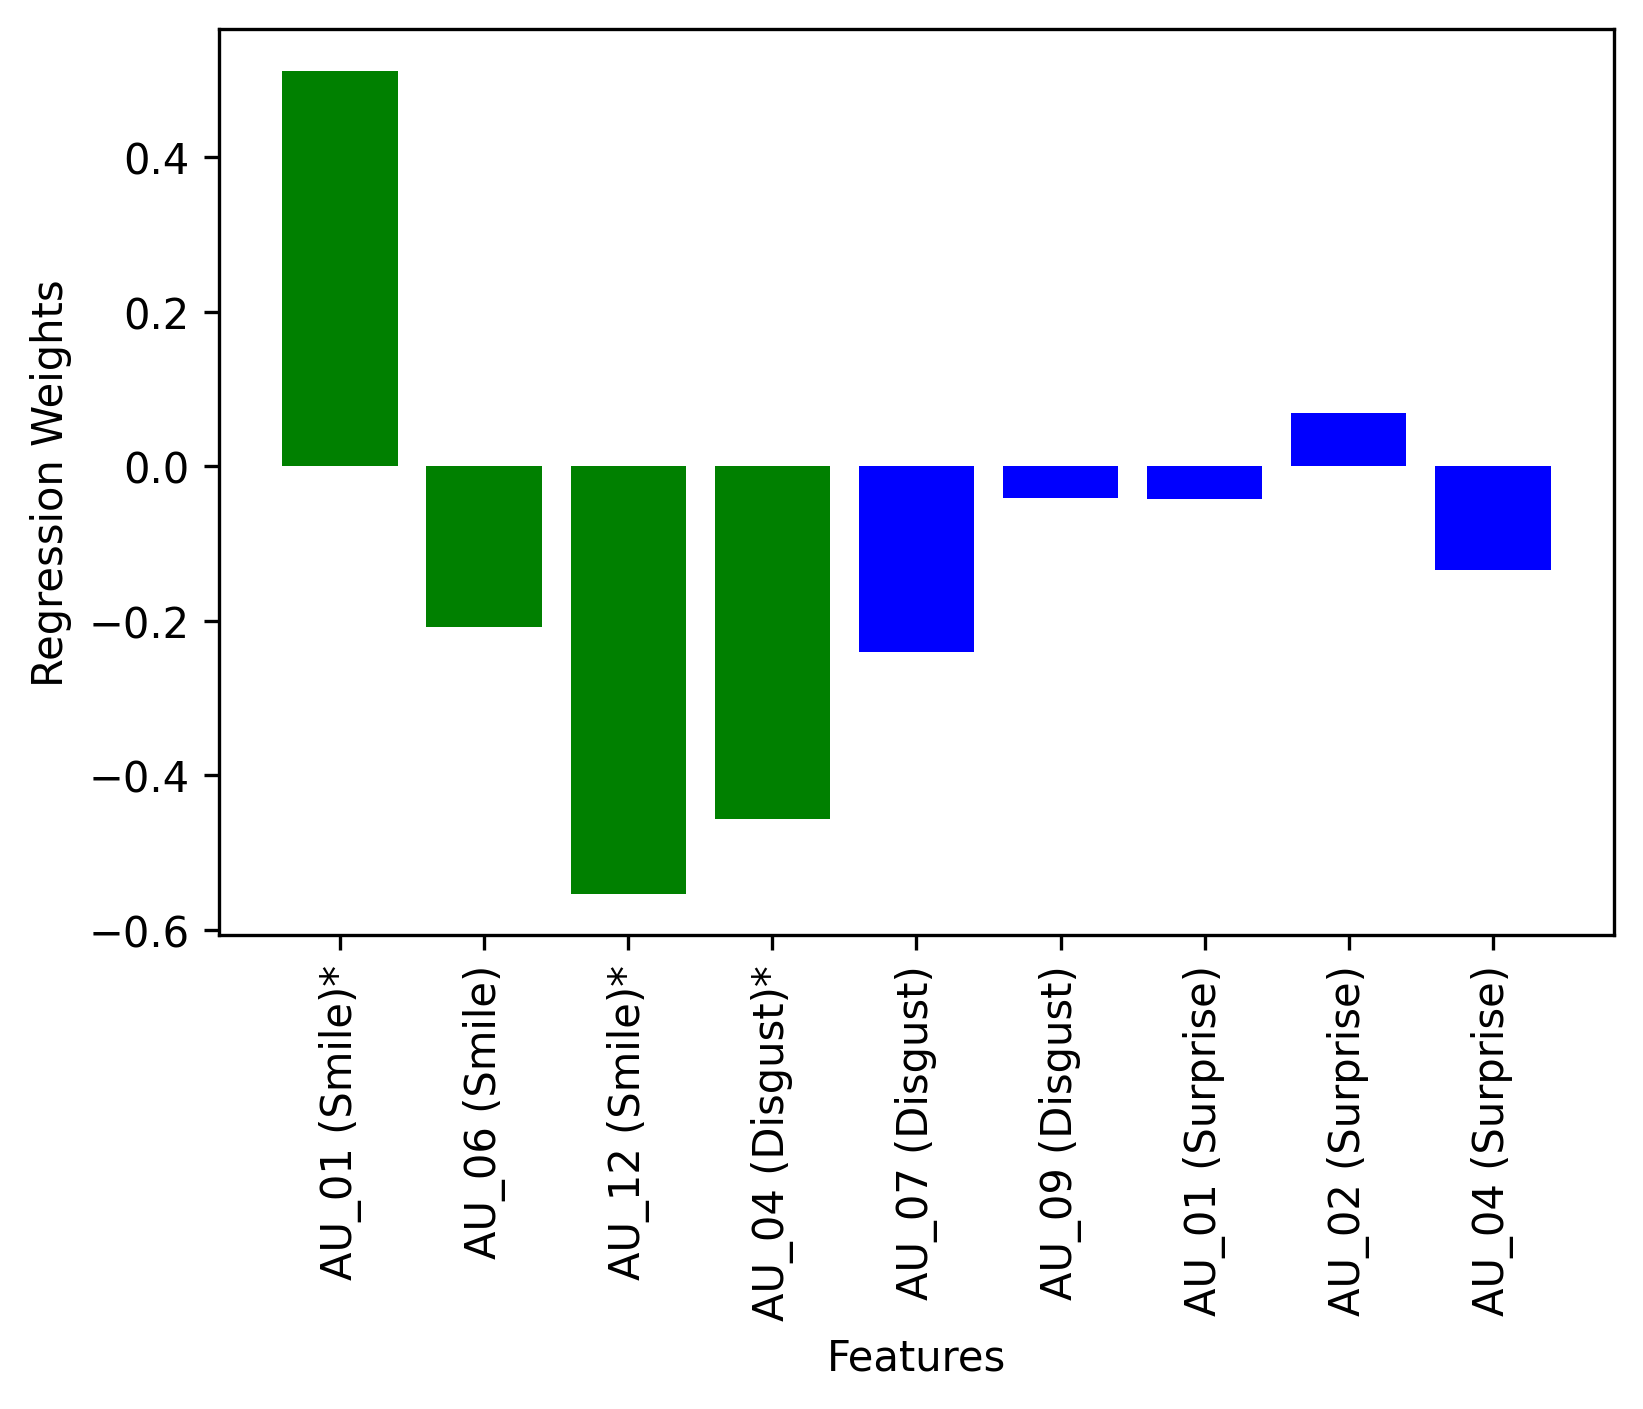 Regression Weights
0.4
0.2
0.0
−0.2
−0.4
−0.6
AU_01 (Smile)*
AU_06 (Smile)
AU_12 (Smile)*
AU_04 (Disgust)*
AU_07 (Disgust)
AU_09 (Disgust)
AU_01 (Surprise)
AU_02 (Surprise)
AU_04 (Surprise)
Features